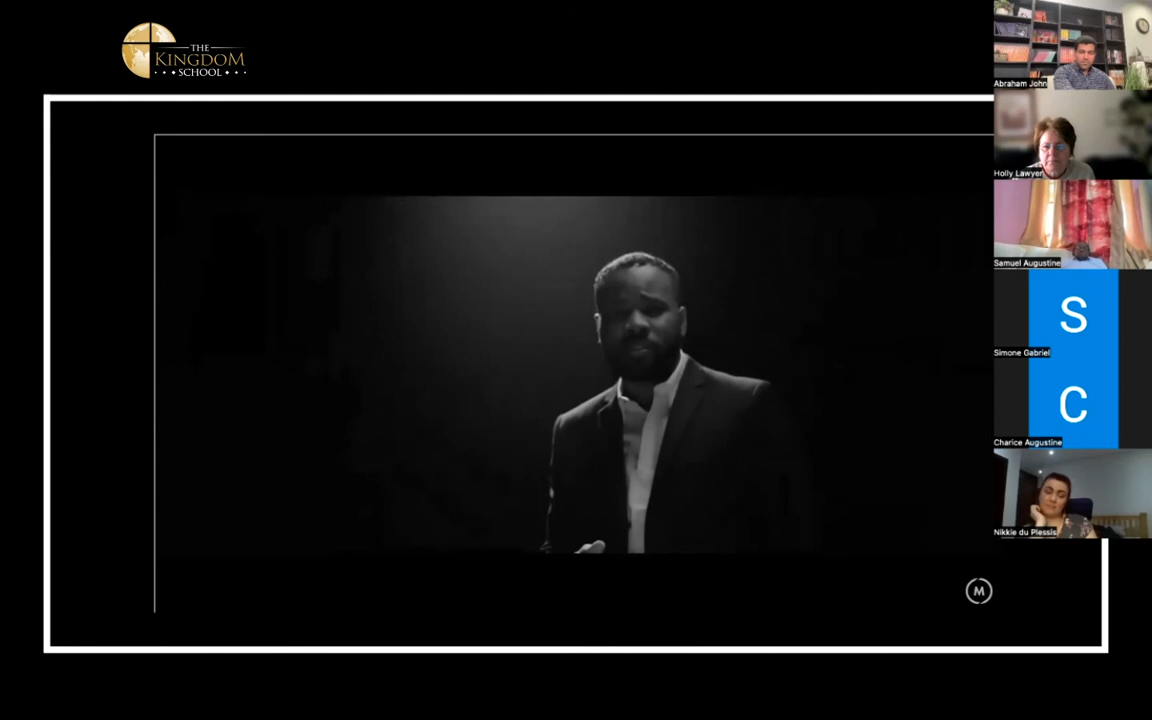 THE
KINGDOM
SCHOOL
Abraham John
Holly Lawyer
Samuel Augustine
S
Simone Gabriel
C
Charice Augustine
Nikkie du Plessis
M